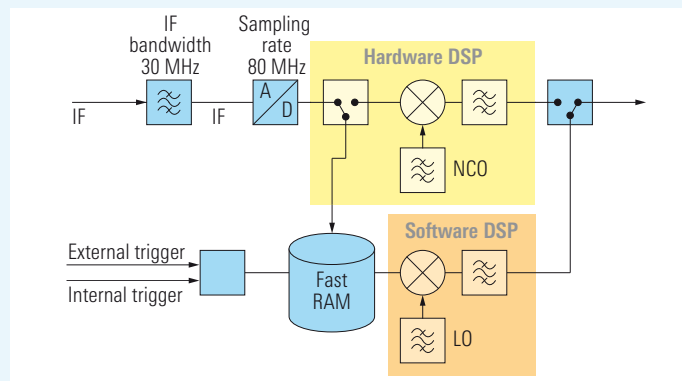 IF
bandwidth
30 MHz
Sampling
rate
80 MHz
Hardware DSP
A
D
IF
IF
NCO
Software DSP
External trigger
Internal trigger
Fast
RAM
LO